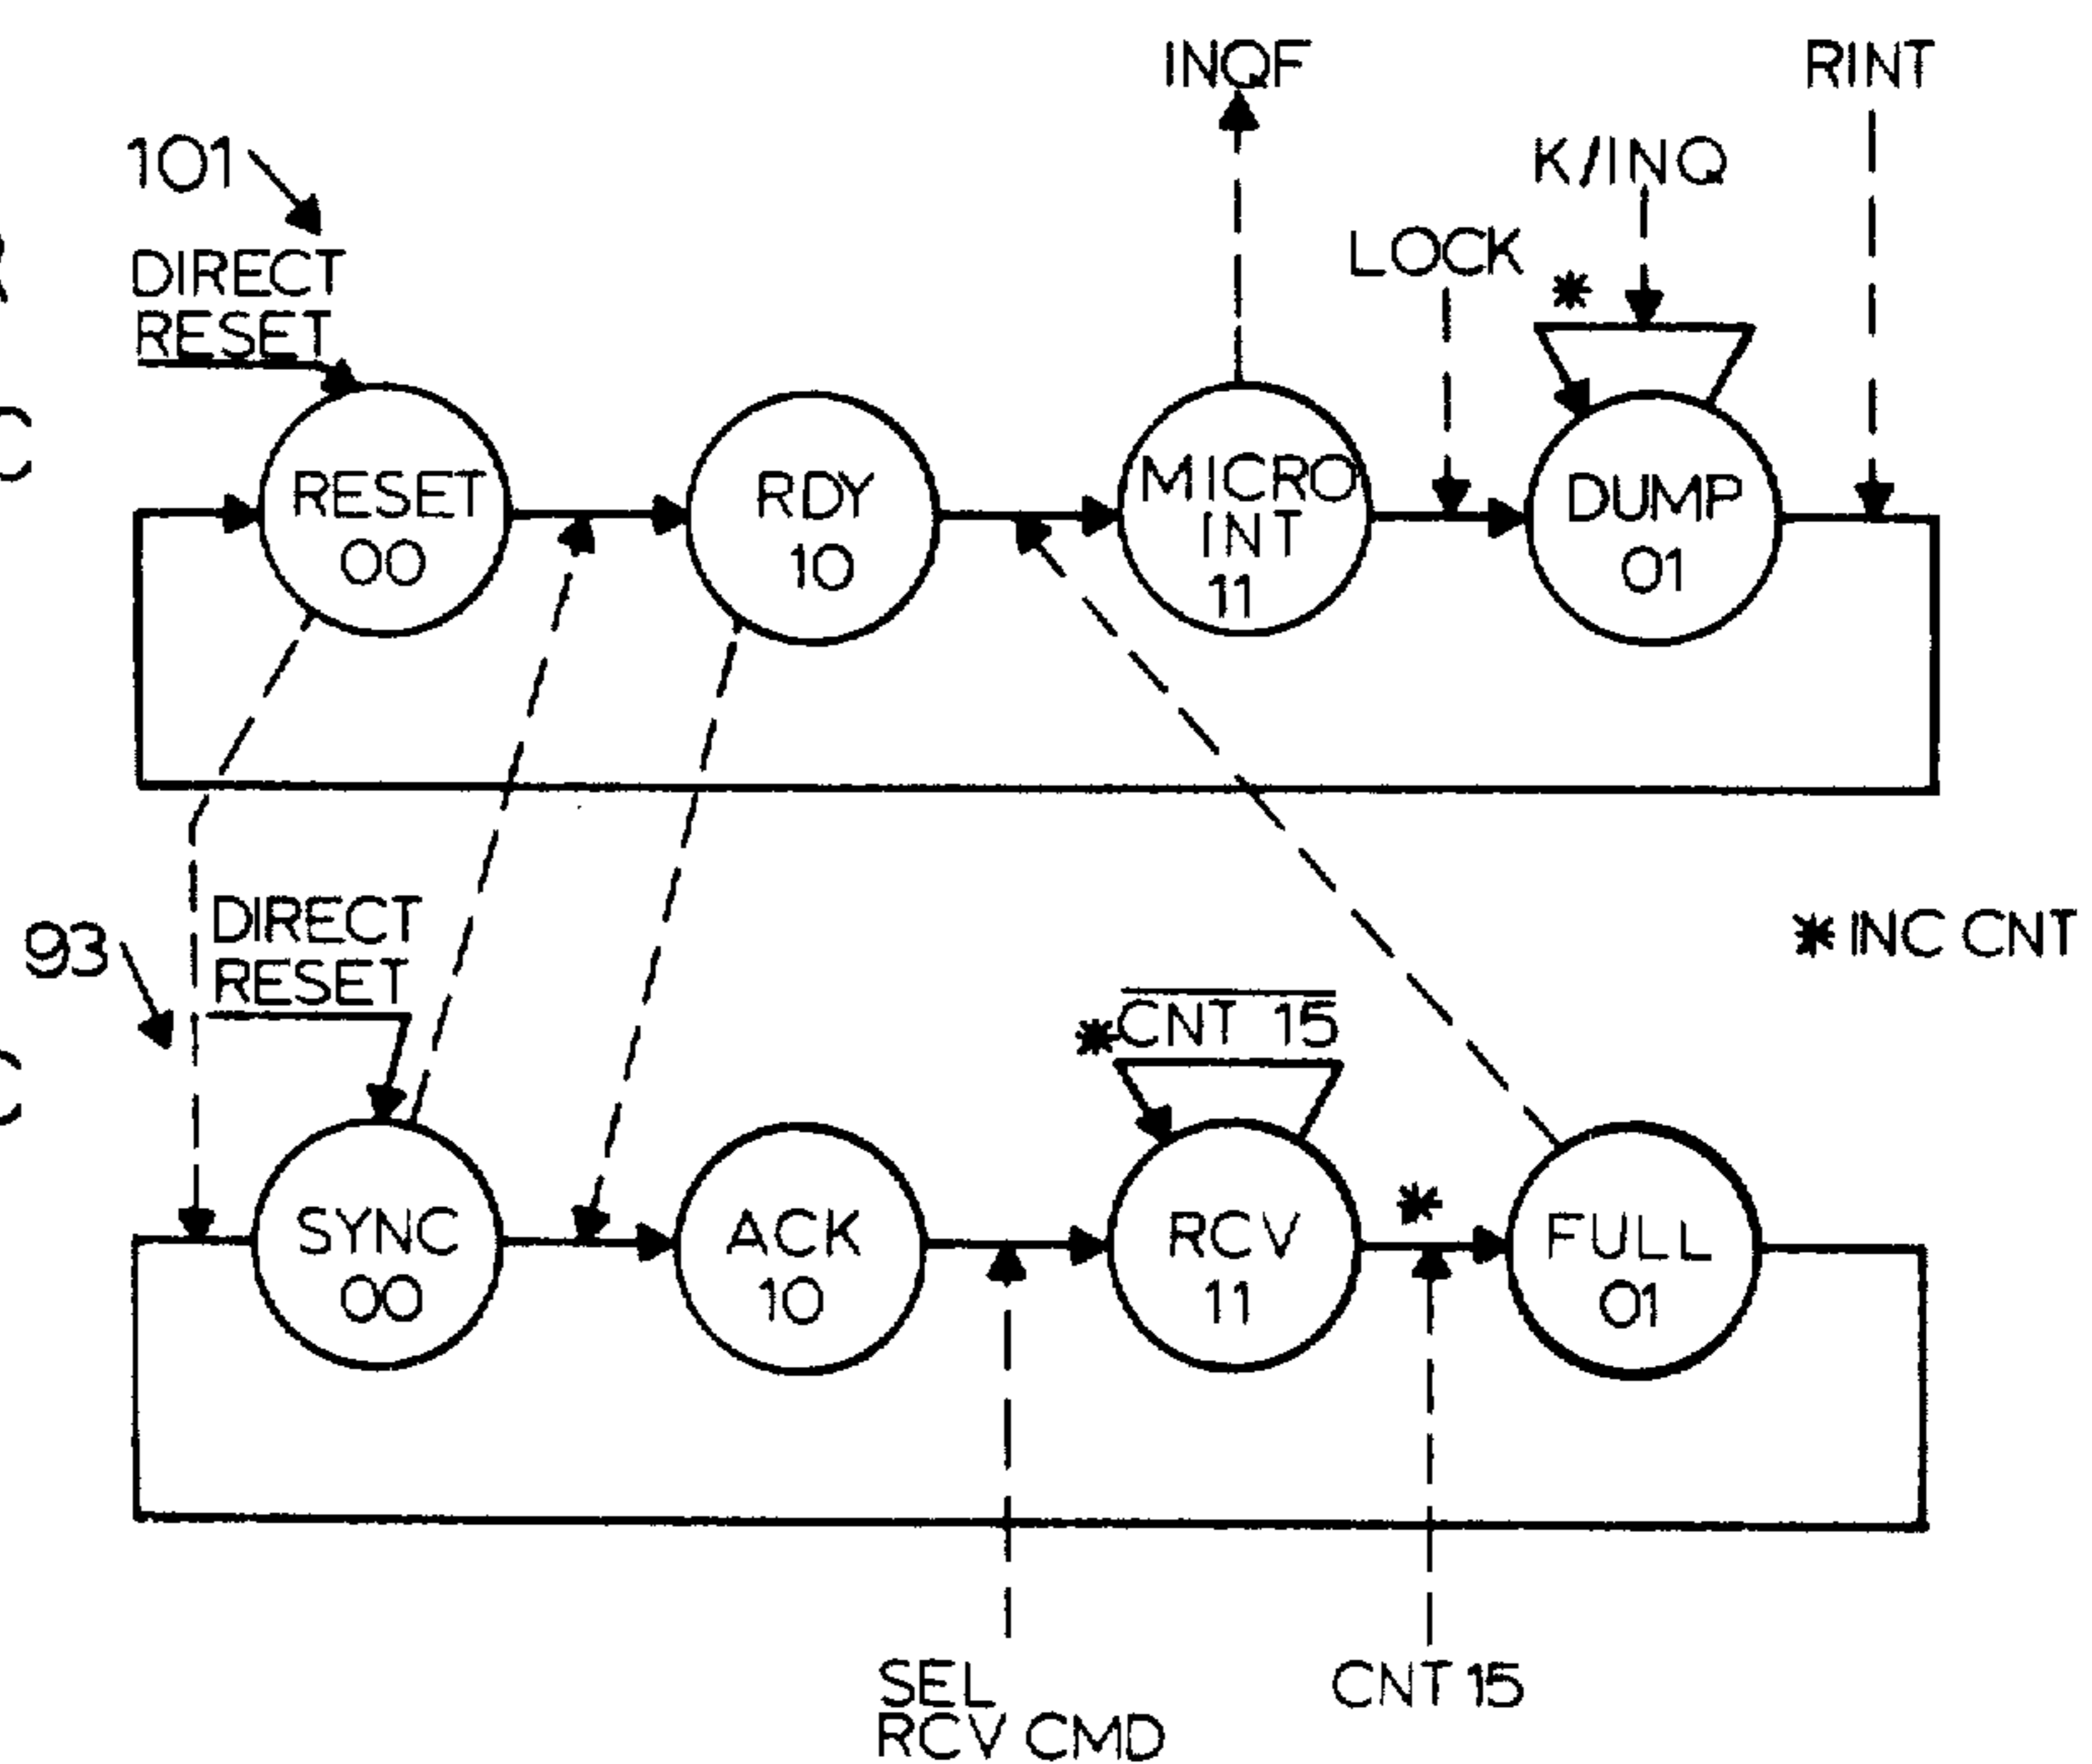 INQF
RINT
101
K/INQ
DIRECT
RESET
LOCK
*
RESET
00
RDY
10
MICRO
INT
11
DUMP
01
93
DIRECT
RESET
* INC CNT
* CNT 15
*
SYNC
00
ACK
10
RCV
11
FULL
01
SEL
RCV CMD
CNT 15